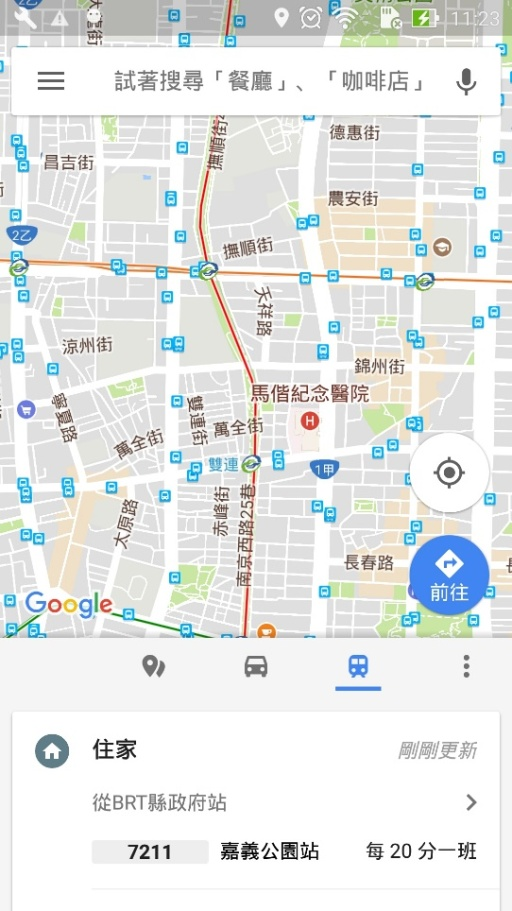 11:23
試著搜尋「餐廳」、「咖啡店」
撫順街
德惠街
昌吉街
農安街
2乙
撫順街
天祥路
涼州街
錦州街
馬偕紀念醫院
H
寧夏路
雙連街
萬全街
萬全街
雙連
1甲
赤峰街
南京西路25巷
太原路
長春路
前往
Google
住家
剛剛更新
從BRT縣政府站
7211 嘉義公園站 每 20 分一班